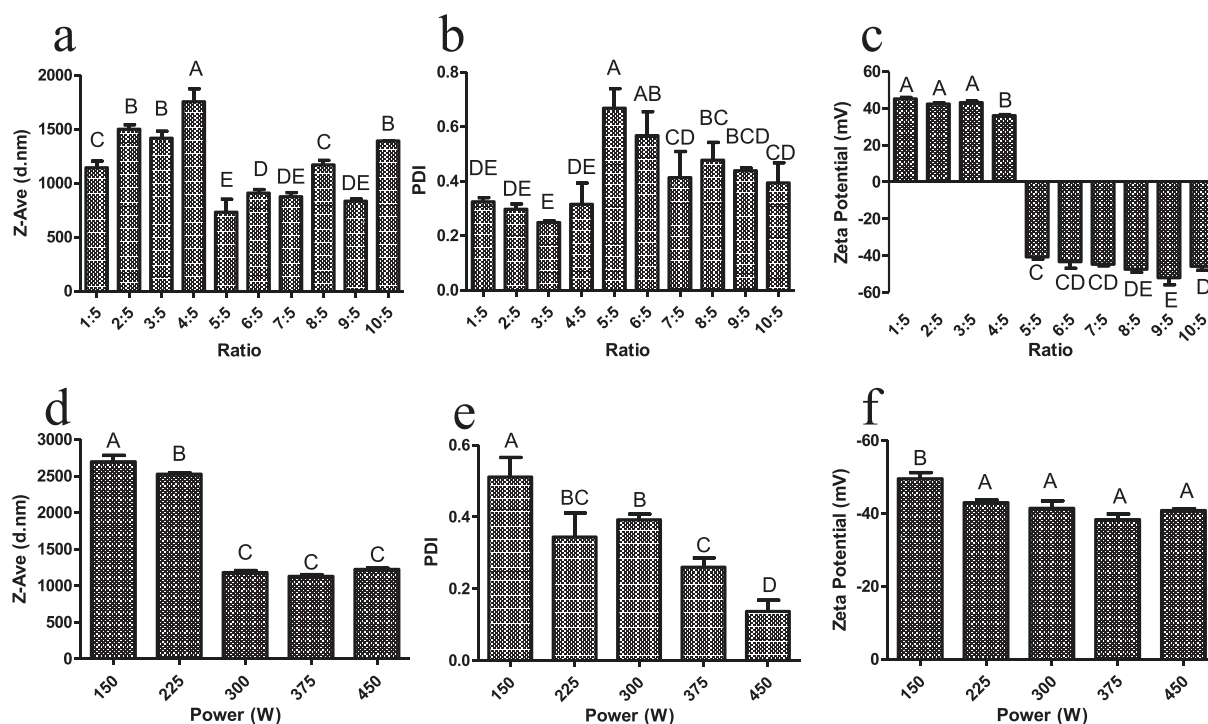 a
Z-Ave (d.nm)
2000
1500
1000
500
0
C B B A E D DE C DE B
1:5 2:5 3:5 4:5 5:5 6:5 7:5 8:5 9:5 10:5
Ratio
b
PDI
0.8
0.6
0.4
0.2
0.0
DE DE E DE A AB CD BC BCD CD
1:5 2:5 3:5 4:5 5:5 6:5 7:5 8:5 9:5 10:5
Ratio
c
Zeta Potential (mV)
60
40
20
0
-20
-40
-60
A A A B C CD CD DE E D
1:5 2:5 3:5 4:5 5:5 6:5 7:5 8:5 9:5 10:5
Ratio
d
Z-Ave (d.nm)
3000
2500
2000
1500
1000
500
0
A B C C C
150 225 300 375 450
Power (W)
e
PDI
0.6
0.4
0.2
0.0
A BC B C D
150 225 300 375 450
Power (W)
f
Zeta Potential (mV)
-60
-40
-20
0
B A A A A
150 225 300 375 450
Power (W)